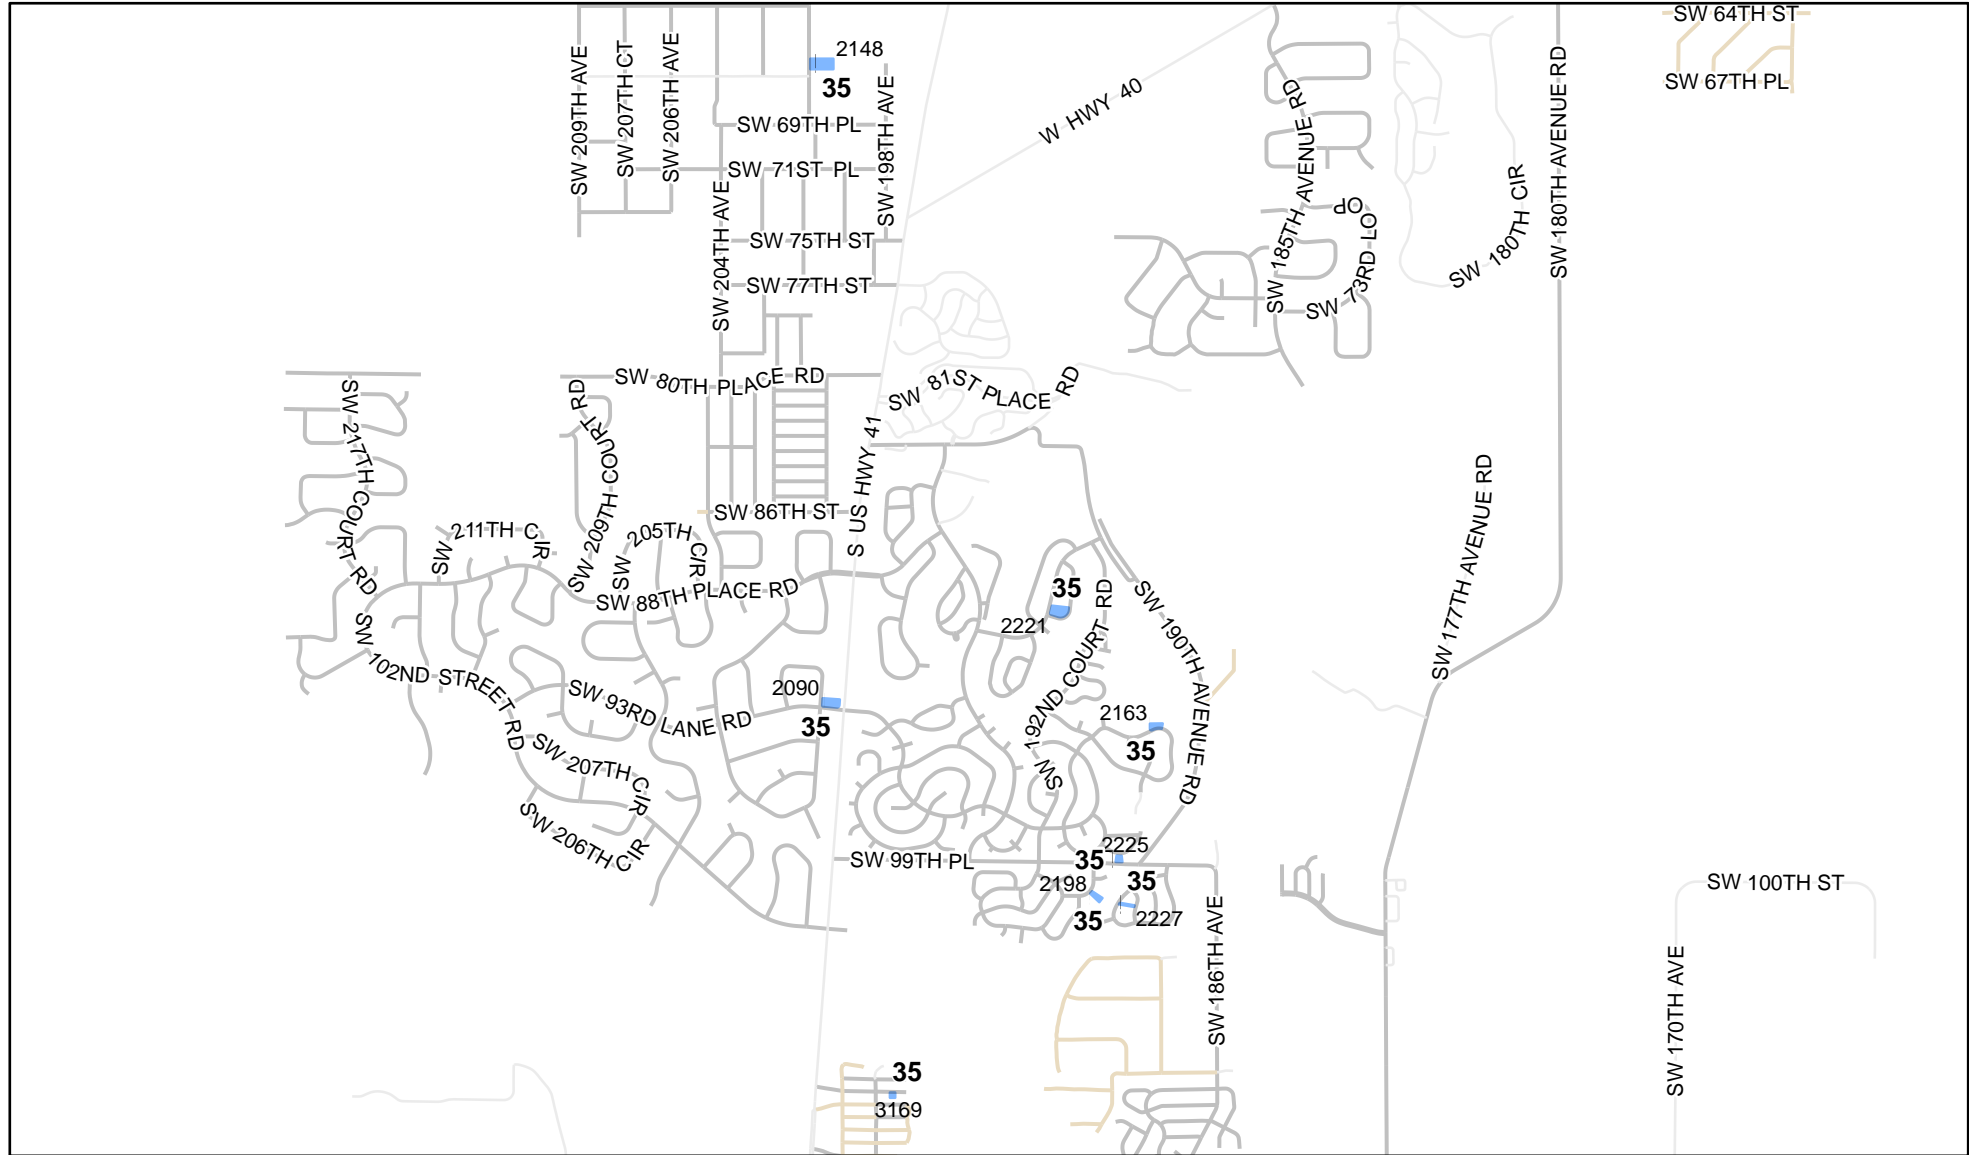 SW 64TH ST
SW 67TH PL
2148
35
SW 209TH AVE
SW 207TH CT
SW 206TH AVE
SW 198TH AVE
SW 69TH PL
SW 71ST PL
SW 204TH AVE
SW 75TH ST
SW 77TH ST
W HWY 40
SW 185TH AVENUE RD
SW 73RD LOOP
SW 180TH CIR
SW 180TH AVENUE RD
SW 80TH PLACE RD
SW 81ST PLACE RD
SW 217TH COURT RD
SW 209TH COURT RD
S US HWY 41
SW 86TH ST
SW 211TH CIR
SW 205TH CIR
SW 88TH PLACE RD
SW 177TH AVENUE RD
35
2221
SW 192ND COURT RD
SW 190TH AVENUE RD
SW 102ND STREET RD
SW 93RD LANE RD
2090
35
2163
35
SW 207TH CIR
SW 206TH CIR
SW 99TH PL
2225
35
2198
35
35
2227
SW 186TH AVE
SW 100TH ST
SW 170TH AVE
35
3169